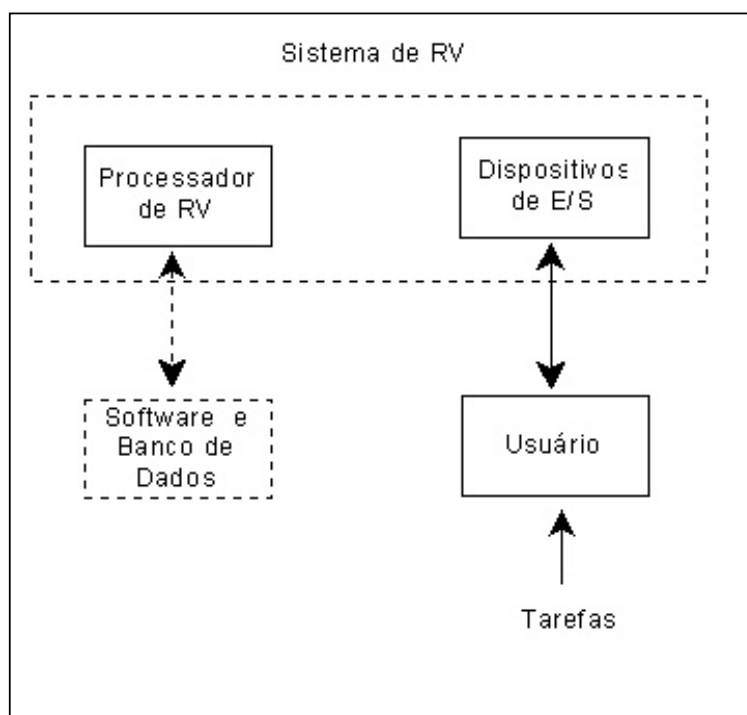 Sistema de RV
Processador
de RV
Dispositivos
de E/S
Software e
Banco de
Dados
Usuário
Tarefas